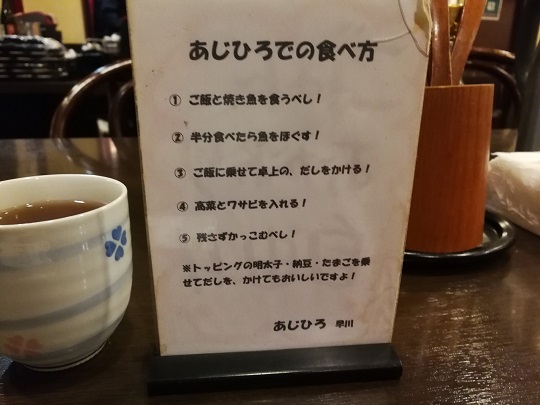 あじひろでの食べ方
① ご飯と焼き魚を食うべし！
② 半分食べたら魚をほぐす！
③ ご飯に乗せて卓上の、だしをかける！
④ 高菜とワサビを入れる！
⑤ 残さずかっこむべし！
※トッピングの明太子・納豆・たまごを乗
せてだしを、かけてもおいしいですよ！
あじひろ 早川